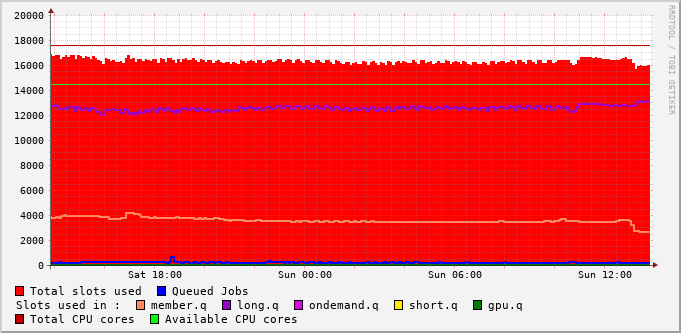 20000
18000
16000
14000
12000
10000
8000
6000
4000
2000
0
Sat 18:00 Sun 00:00 Sun 06:00 Sun 12:00
Total slots used Queued Jobs
Slots used in : member.q long.q ondemand.q short.q gpu.q
Total CPU cores Available CPU cores
RRDTOOL / TOBI OETIKER